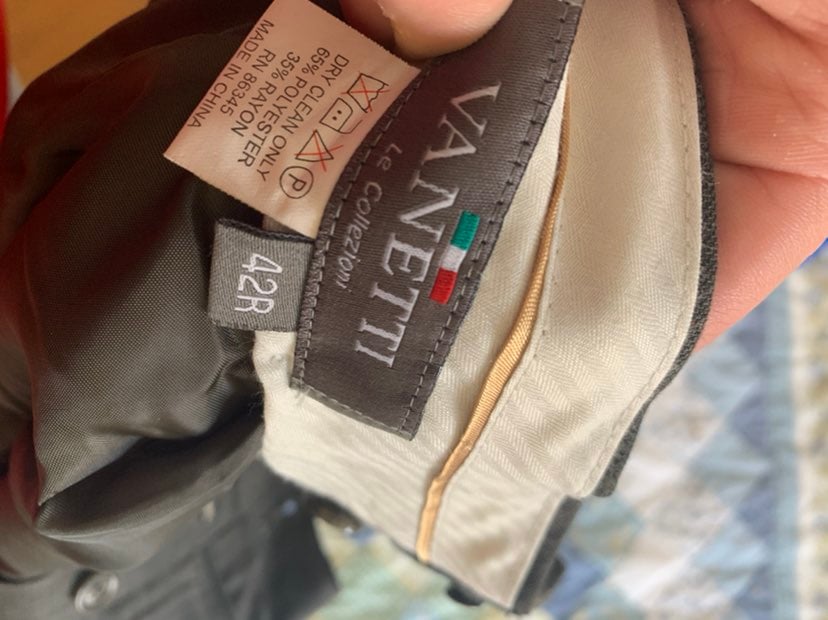 VANETTI
Le Collezioni
42R
DRY CLEAN ONLY
65% POLYESTER
35% RAYON
RN 86345
MADE IN CHINA
P